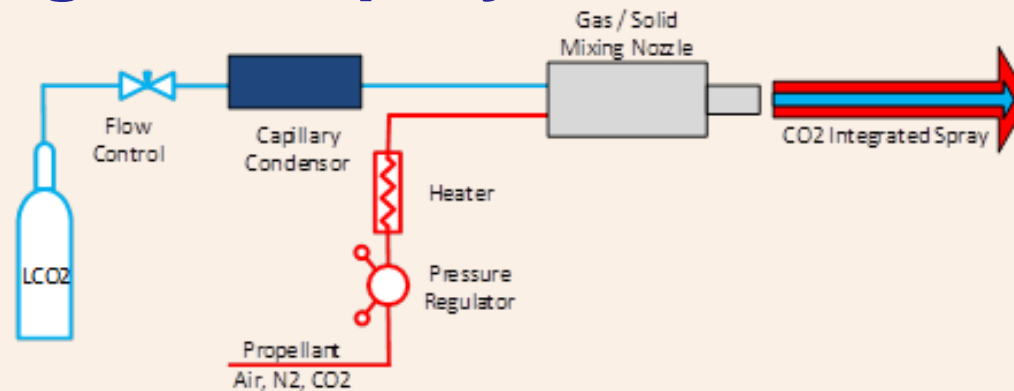 Gas / Solid
Mixing Nozzle
Flow
Control
Capillary
Condensor
CO2 Integrated Spray
Heater
LCO2
Pressure
Regulator
Propellant
Air, N2, CO2